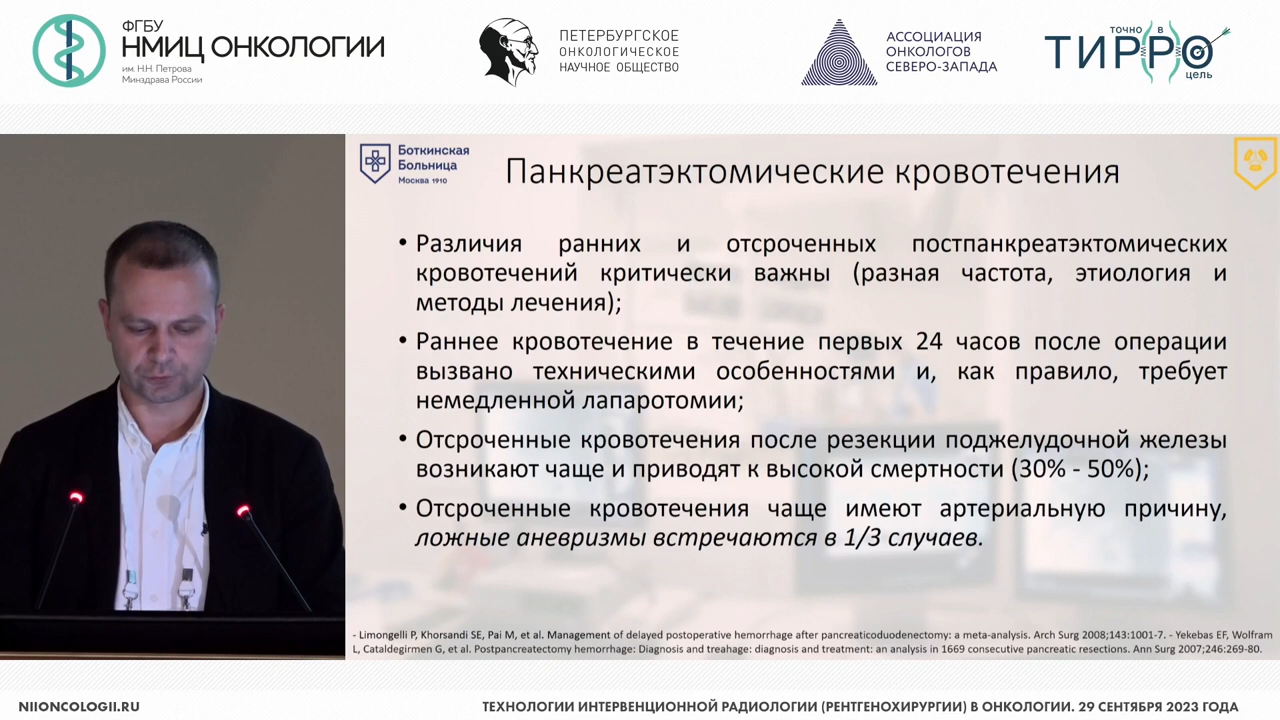 ФГБУ
НМИЦ ОНКОЛОГИИ
им. Н.Н. Петрова
Минздрава России
ПЕТЕРБУРГСКОЕ
ОНКОЛОГИЧЕСКОЕ
НАУЧНОЕ ОБЩЕСТВО
АССОЦИАЦИЯ
ОНКОЛОГОВ
СЕВЕРО-ЗАПАДА
ТОЧНО В
ТИРРО
цель
Боткинская
Больница
Москва 1910
Панкреатэктомические кровотечения
• Различия ранних и отсроченных постпанкреатэктомических
кровотечений критически важны (разная частота, этиология и
методы лечения);
• Раннее кровотечение в течение первых 24 часов после операции
вызвано техническими особенностями и, как правило, требует
немедленной лапаротомии;
• Отсроченные кровотечения после резекции поджелудочной железы
возникают чаще и приводят к высокой смертности (30% - 50%);
• Отсроченные кровотечения чаще имеют артериальную причину,
ложные аневризмы встречаются в 1/3 случаев.
- Limongelli P, Khorsandi SE, Pai M, et al. Management of delayed postoperative hemorrhage after pancreaticoduodenectomy: a meta-analysis. Arch Surg 2008;143:1001-7. - Yekebas EF, Wolfram
L, Cataldegirmen G, et al. Postpancreatectomy hemorrhage: Diagnosis and treahage: diagnosis and treatment: an analysis in 1669 consecutive pancreatic resections. Ann Surg 2007;246:269-80.
NIIONCOLOGII.RU
ТЕХНОЛОГИИ ИНТЕРВЕНЦИОННОЙ РАДИОЛОГИИ (РЕНТГЕНОХИРУРГИИ) В ОНКОЛОГИИ. 29 СЕНТЯБРЯ 2023 ГОДА